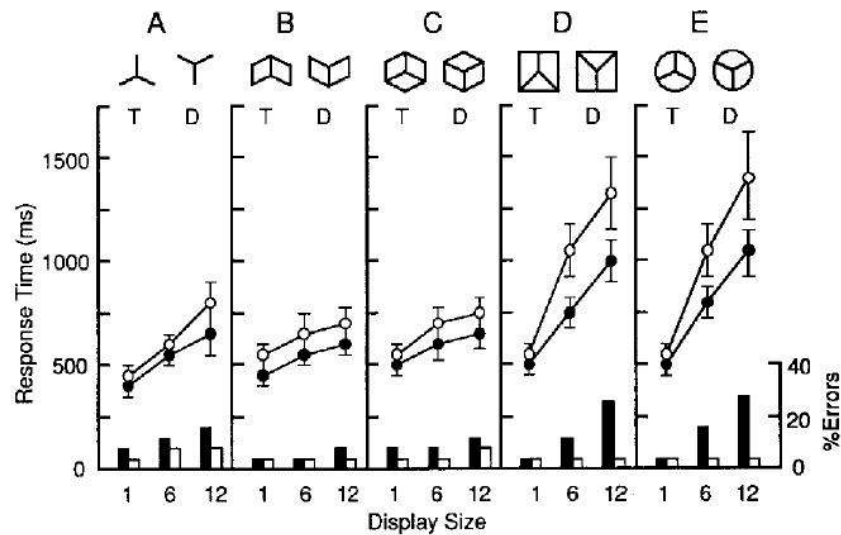 A B C D E
T D T D T D T D T D
1500
1000
500
0
Response Time (ms)
40
20
0
%Errors
1 6 12 1 6 12 1 6 12 1 6 12 1 6 12
Display Size